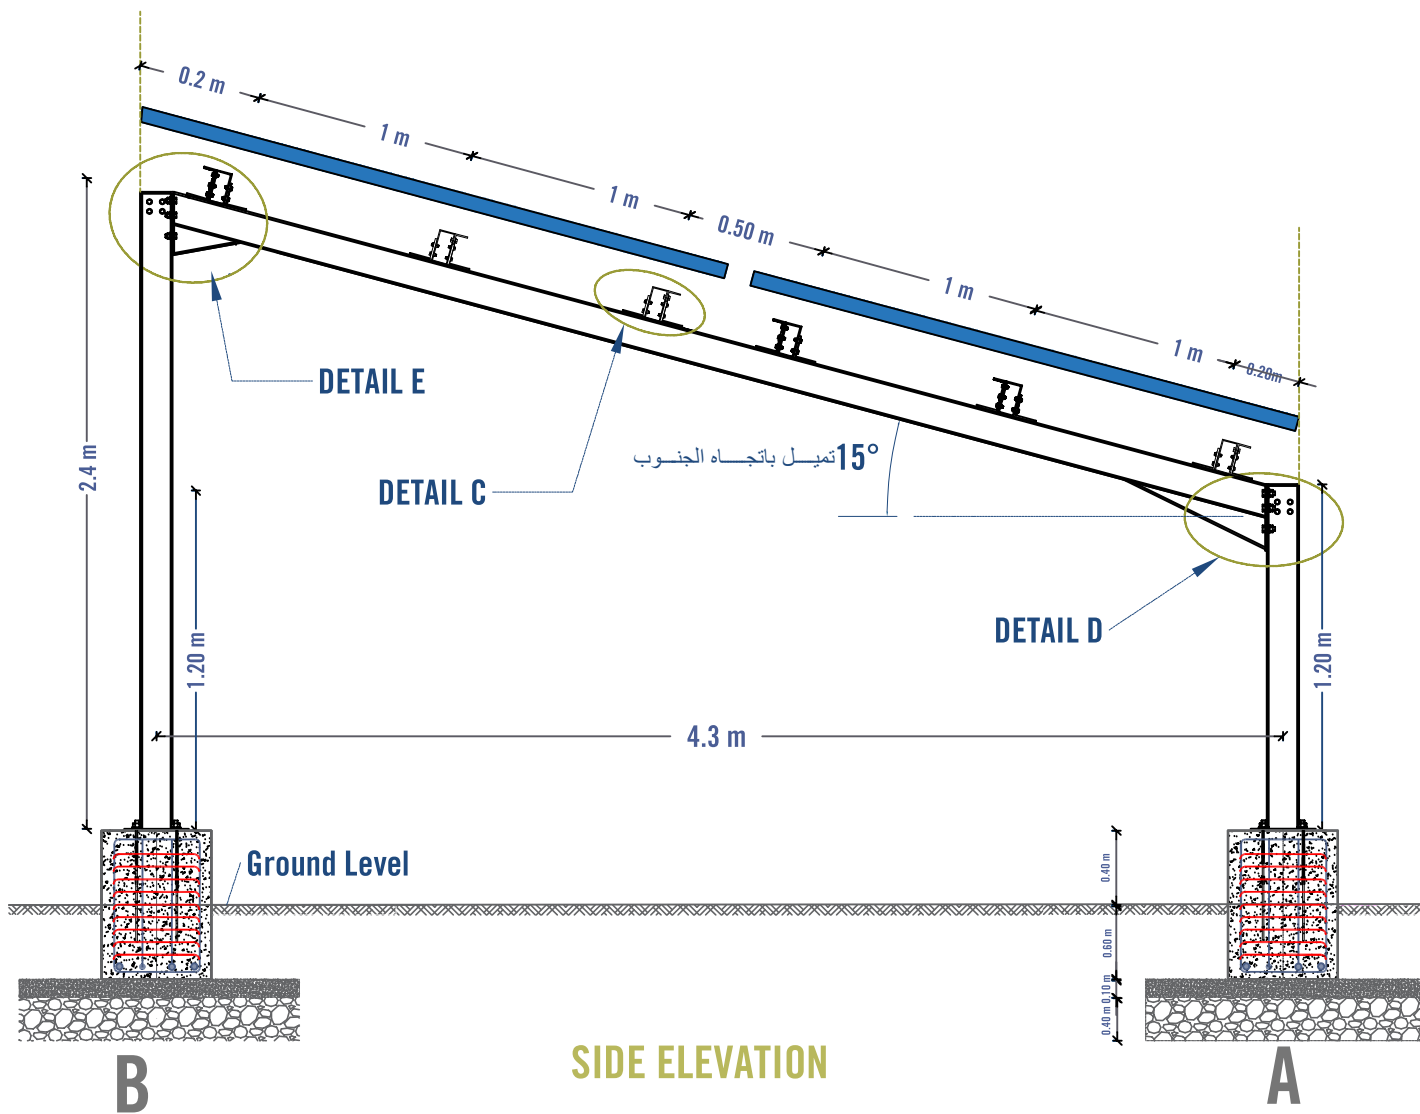 0.2 m
1 m
1 m
0.50 m
1 m
1 m
0.20m
DETAIL E
DETAIL C
15° تميــل باتجــــاه الجنــوب
2.4 m
DETAIL D
1.20 m
1.20 m
4.3 m
Ground Level
0.40 m
0.60 m
0.10 m
0.40 m
SIDE ELEVATION
B
A